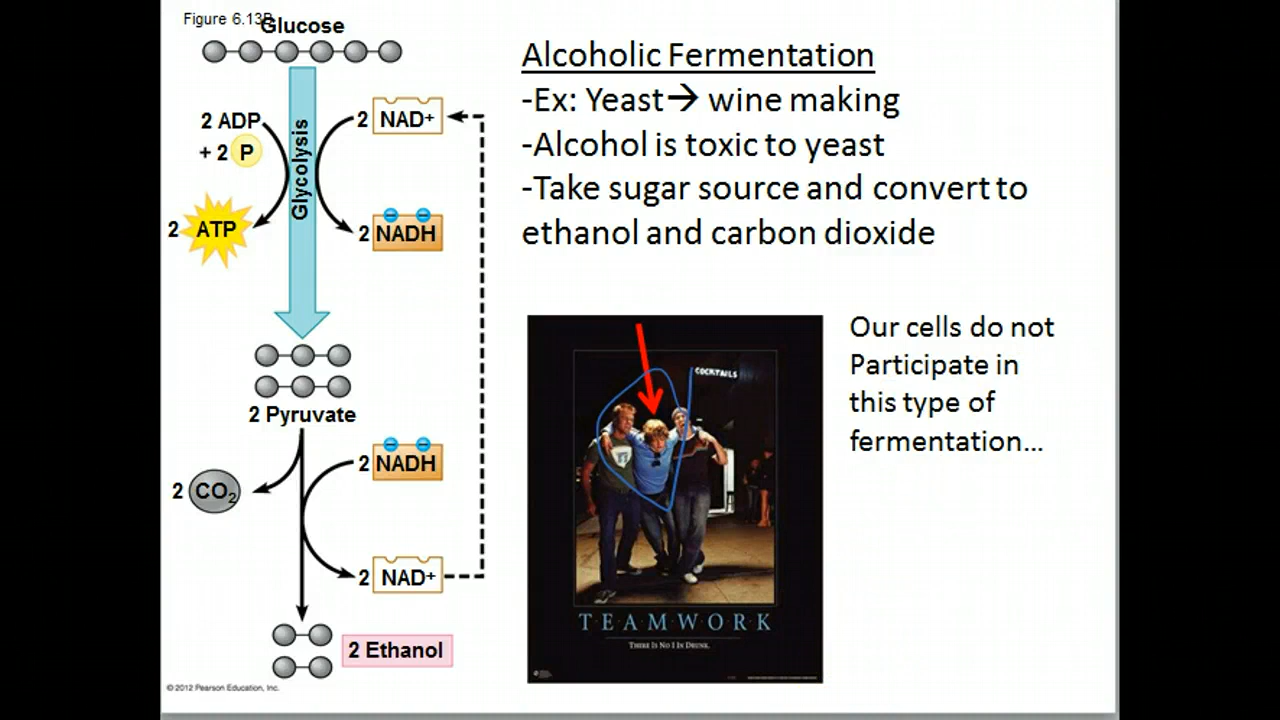 Figure 6.13B
Glucose
2 ADP
+ 2 P
Glycolysis
2 NAD+
2 ATP
2 NADH
2 Pyruvate
2 NADH
2 CO2
2 NAD+
2 Ethanol
© 2012 Pearson Education, Inc.
Alcoholic Fermentation
-Ex: Yeast→ wine making
-Alcohol is toxic to yeast
-Take sugar source and convert to
ethanol and carbon dioxide
COCKTAILS
TEAMWORK
There Is No I In Drunk.
Our cells do not
Participate in
this type of
fermentation...